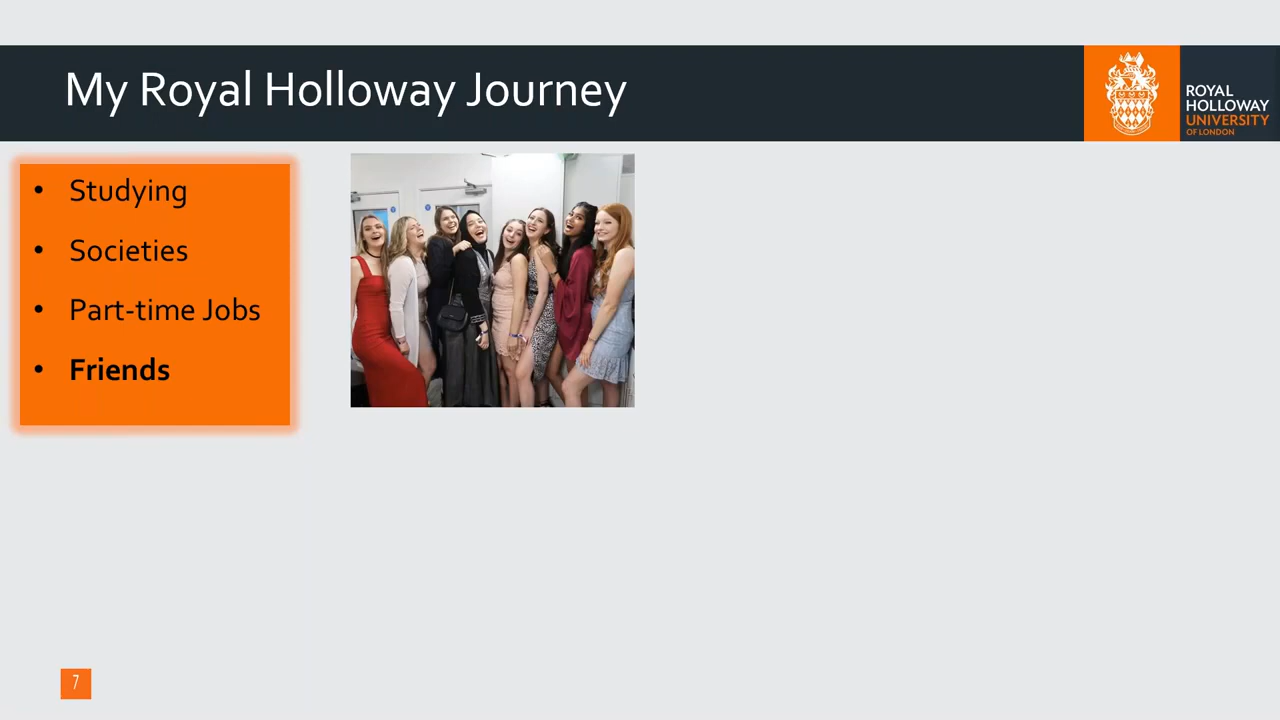 My Royal Holloway Journey
ROYAL
HOLLOWAY
UNIVERSITY
OF LONDON
• Studying
• Societies
• Part-time Jobs
• Friends
7